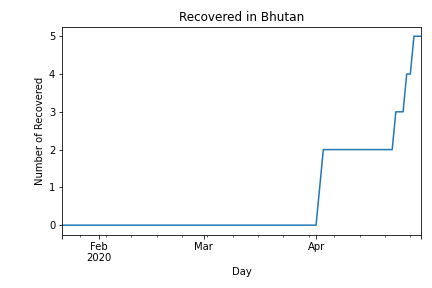 Recovered in Bhutan
5
4
3
2
1
0
Number of Recovered
Feb
2020
Mar
Apr
Day